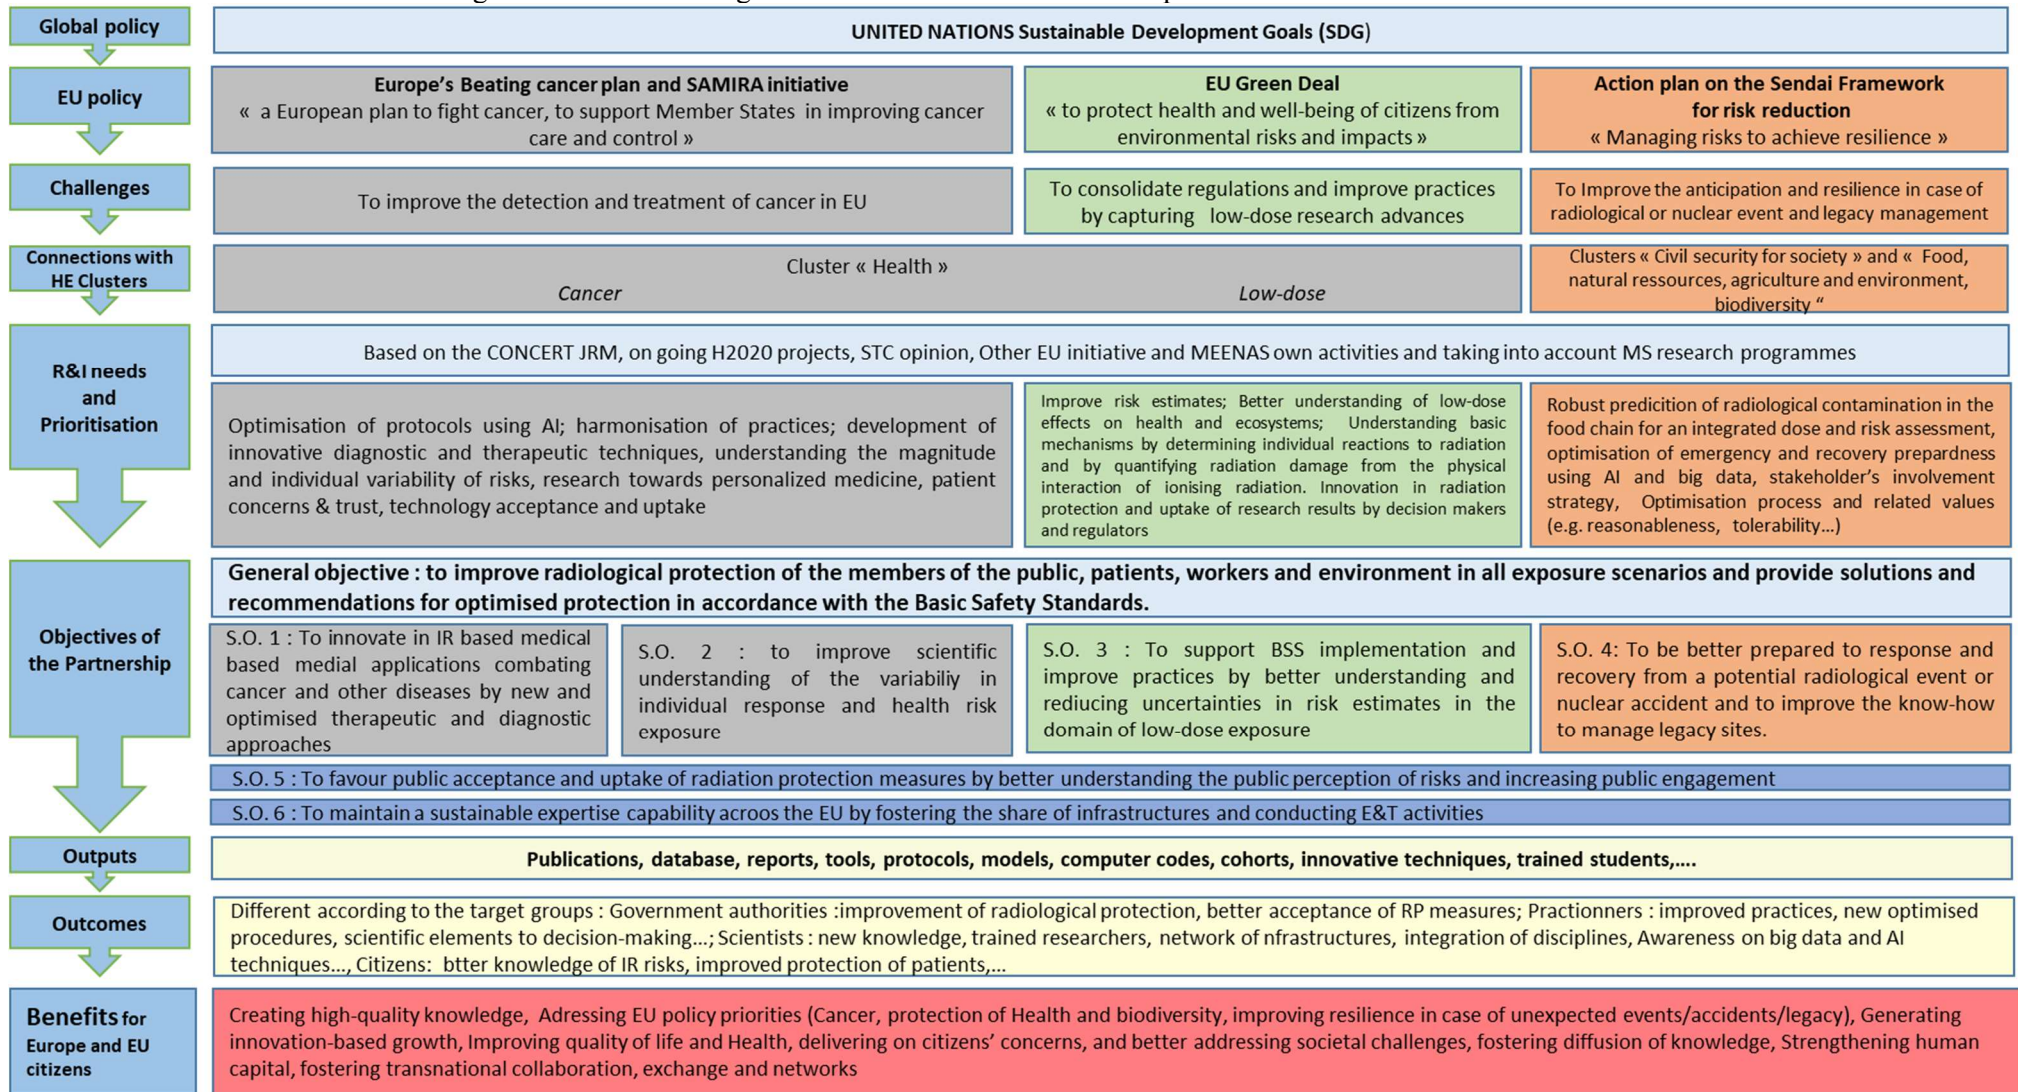 Global policy
UNITED NATIONS Sustainable Development Goals (SDG)
EU policy
Europe's Beating cancer plan and SAMIRA initiative
« a European plan to fight cancer, to support Member States in improving cancer
care and control »
EU Green Deal
« to protect health and well-being of citizens from
environmental risks and impacts »
Action plan on the Sendai Framework
for risk reduction
« Managing risks to achieve resilience »
Challenges
To improve the detection and treatment of cancer in EU
To consolidate regulations and improve practices
by capturing low-dose research advances
To Improve the anticipation and resilience in case of
radiological or nuclear event and legacy management
Connections with
HE Clusters
Cluster « Health »
Cancer
Low-dose
Clusters « Civil security for society » and « Food,
natural ressources, agriculture and environment,
biodiversity “
R&I needs
and
Prioritisation
Based on the CONCERT JRM, on going H2020 projects, STC opinion, Other EU initiative and MEENAS own activities and taking into account MS research programmes
Optimisation of protocols using AI; harmonisation of practices; development of
innovative diagnostic and therapeutic techniques, understanding the magnitude
and individual variability of risks, research towards personalized medicine, patient
concerns & trust, technology acceptance and uptake
Improve risk estimates; Better understanding of low-dose
effects on health and ecosystems; Understanding basic
mechanisms by determining individual reactions to radiation
and by quantifying radiation damage from the physical
interaction of ionising radiation. Innovation in radiation
protection and uptake of research results by decision makers
and regulators
Robust predicition of radiological contamination in the
food chain for an integrated dose and risk assessment,
optimisation of emergency and recovery prepardness
using AI and big data, stakeholder's involvement
strategy, Optimisation process and related values
(e.g. reasonableness, tolerability...)
Objectives of
the Partnership
General objective : to improve radiological protection of the members of the public, patients, workers and environment in all exposure scenarios and provide solutions and
recommendations for optimised protection in accordance with the Basic Safety Standards.
S.O. 1 : To innovate in IR based medical
based medial applications combating
cancer and other diseases by new and
optimised therapeutic and diagnostic
approaches
S.O. 2 : to improve scientific
understanding of the variabiliy in
individual response and health risk
exposure
S.O. 3 : To support BSS implementation and
improve practices by better understanding and
rediucing uncertainties in risk estimates in the
domain of low-dose exposure
S.O. 4: To be better prepared to response and
recovery from a potential radiological event or
nuclear accident and to improve the know-how
to manage legacy sites.
S.O. 5 : To favour public acceptance and uptake of radiation protection measures by better understanding the public perception of risks and increasing public engagement
S.O. 6 : To maintain a sustainable expertise capability acroos the EU by fostering the share of infrastructures and conducting E&T activities
Outputs
Publications, database, reports, tools, protocols, models, computer codes, cohorts, innovative techniques, trained students,....
Outcomes
Different according to the target groups : Government authorities :improvement of radiological protection, better acceptance of RP measures; Practionners : improved practices, new optimised
procedures, scientific elements to decision-making...; Scientists : new knowledge, trained researchers, network of nfrastructures, integration of disciplines, Awareness on big data and AI
techniques..., Citizens: btter knowledge of IR risks, improved protection of patients,...
Benefits for
Europe and EU
citizens
Creating high-quality knowledge, Adressing EU policy priorities (Cancer, protection of Health and biodiversity, improving resilience in case of unexpected events/accidents/legacy), Generating
innovation-based growth, Improving quality of life and Health, delivering on citizens' concerns, and better addressing societal challenges, fostering diffusion of knowledge, Strengthening human
capital, fostering transnational collaboration, exchange and networks